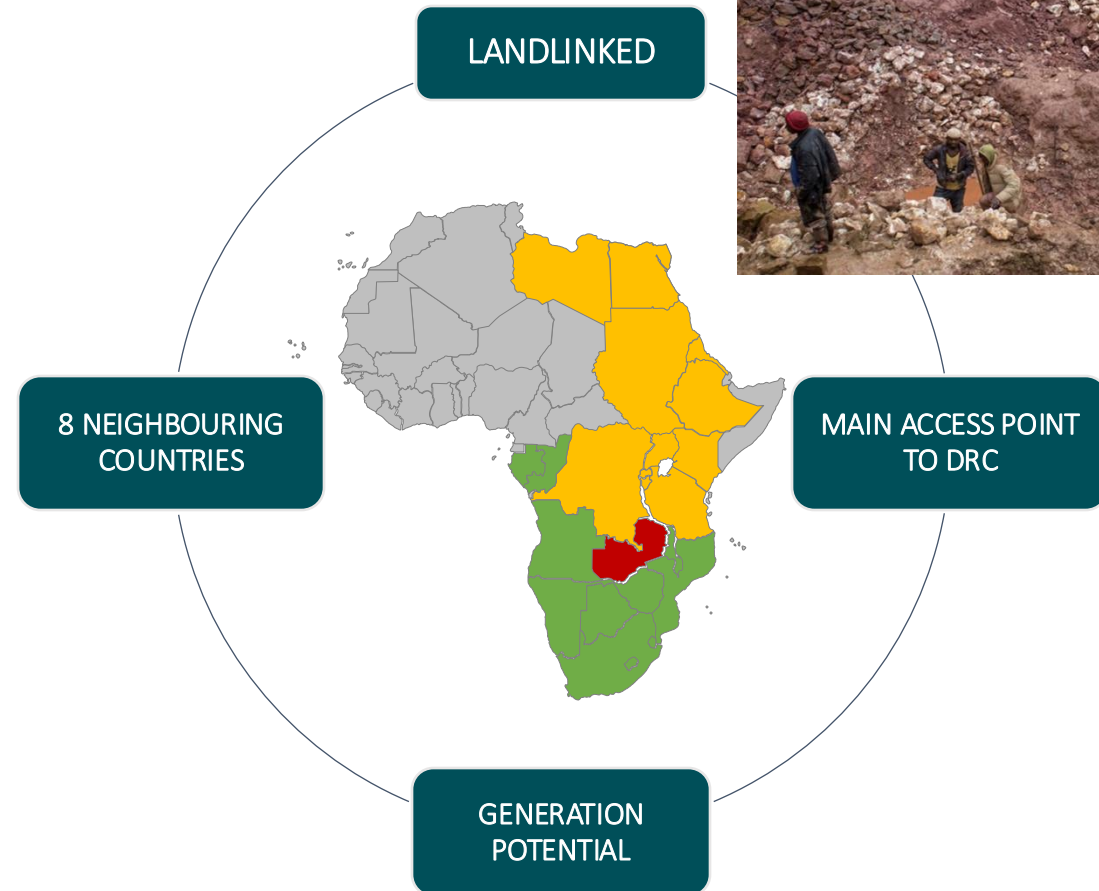 LANDLINKED
8 NEIGHBOURING
COUNTRIES
MAIN ACCESS POINT
TO DRC
GENERATION
POTENTIAL